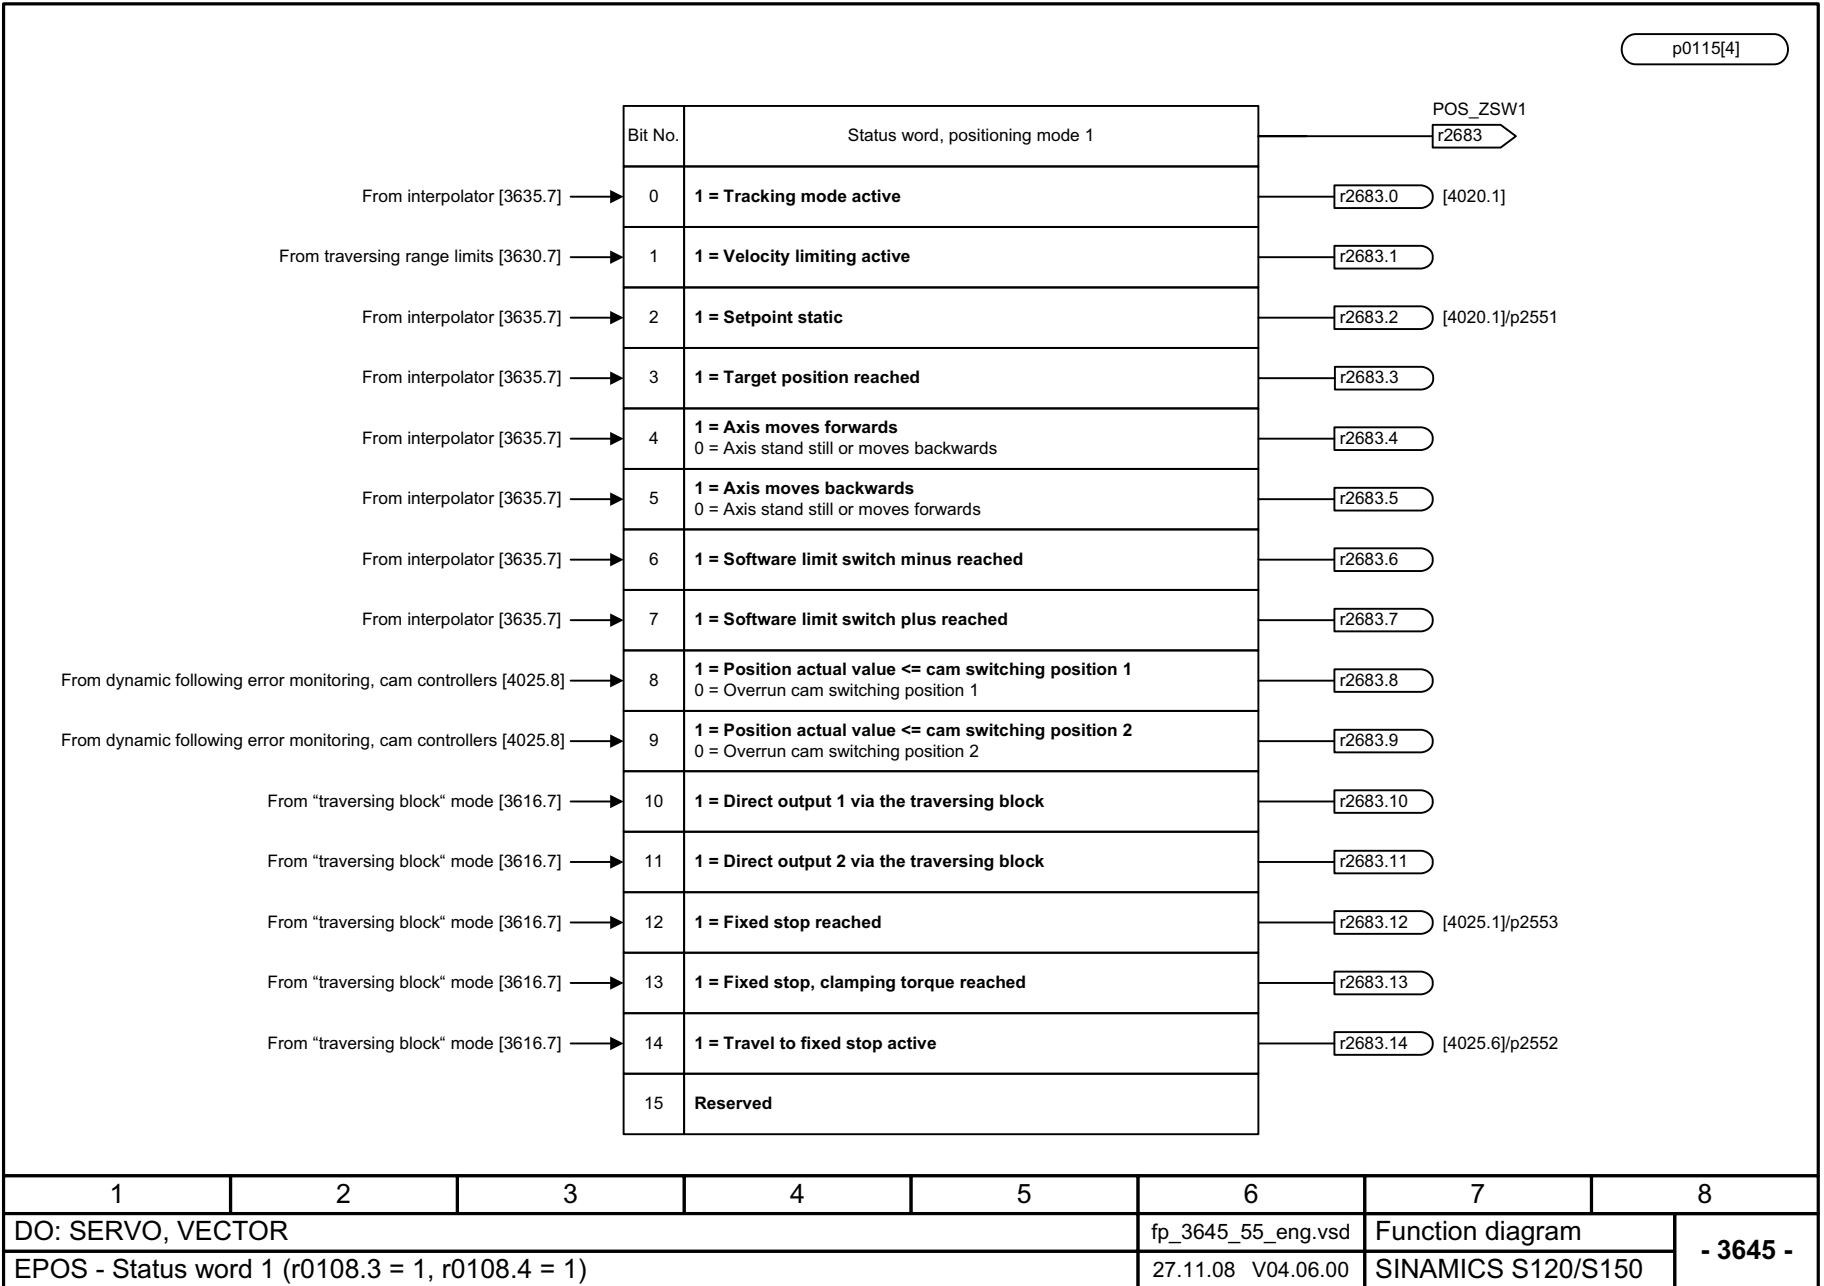 p0115[4]
POS_ZSW1
Bit No. Status word, positioning mode 1 r2683
From interpolator [3635.7] 0 1 = Tracking mode active r2683.0 [4020.1]
From traversing range limits [3630.7] 1 1 = Velocity limiting active r2683.1
From interpolator [3635.7] 2 1 = Setpoint static r2683.2 [4020.1]/p2551
From interpolator [3635.7] 3 1 = Target position reached r2683.3
From interpolator [3635.7] 4 1 = Axis moves forwards r2683.4
0 = Axis stand still or moves backwards
From interpolator [3635.7] 5 1 = Axis moves backwards r2683.5
0 = Axis stand still or moves forwards
From interpolator [3635.7] 6 1 = Software limit switch minus reached r2683.6
From interpolator [3635.7] 7 1 = Software limit switch plus reached r2683.7
From dynamic following error monitoring, cam controllers [4025.8] 8 1 = Position actual value <= cam switching position 1 r2683.8
0 = Overrun cam switching position 1
From dynamic following error monitoring, cam controllers [4025.8] 9 1 = Position actual value <= cam switching position 2 r2683.9
0 = Overrun cam switching position 2
From “traversing block“ mode [3616.7] 10 1 = Direct output 1 via the traversing block r2683.10
From “traversing block“ mode [3616.7] 11 1 = Direct output 2 via the traversing block r2683.11
From “traversing block“ mode [3616.7] 12 1 = Fixed stop reached r2683.12 [4025.1]/p2553
From “traversing block“ mode [3616.7] 13 1 = Fixed stop, clamping torque reached r2683.13
From “traversing block“ mode [3616.7] 14 1 = Travel to fixed stop active r2683.14 [4025.6]/p2552
15 Reserved
1 2 3 4 5 6 7 8
DO: SERVO, VECTOR fp_3645_55_eng.vsd Function diagram - 3645 -
EPOS - Status word 1 (r0108.3 = 1, r0108.4 = 1) 27.11.08 V04.06.00 SINAMICS S120/S150